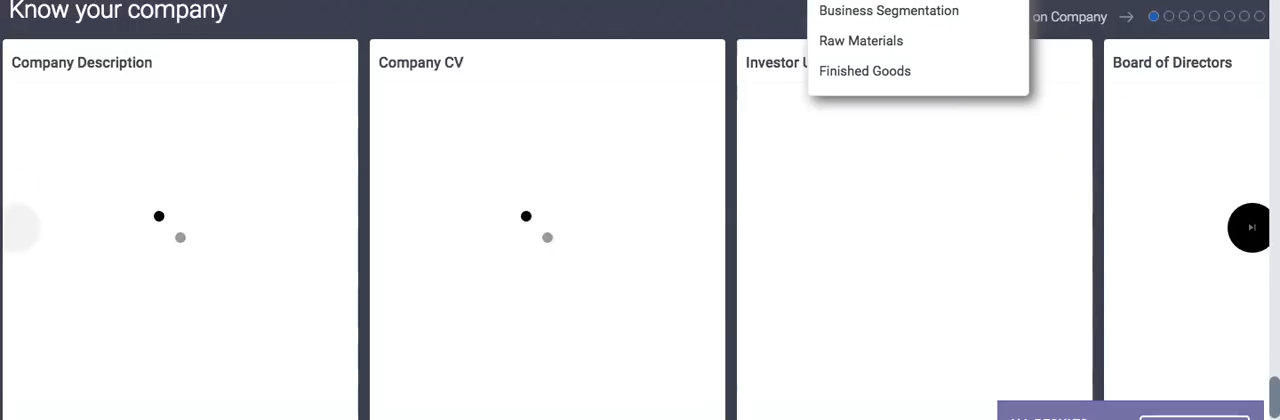 Know your company
Business Segmentation
Raw Materials
Finished Goods
on Company
Company Description
Company CV
Investor
Board of Directors